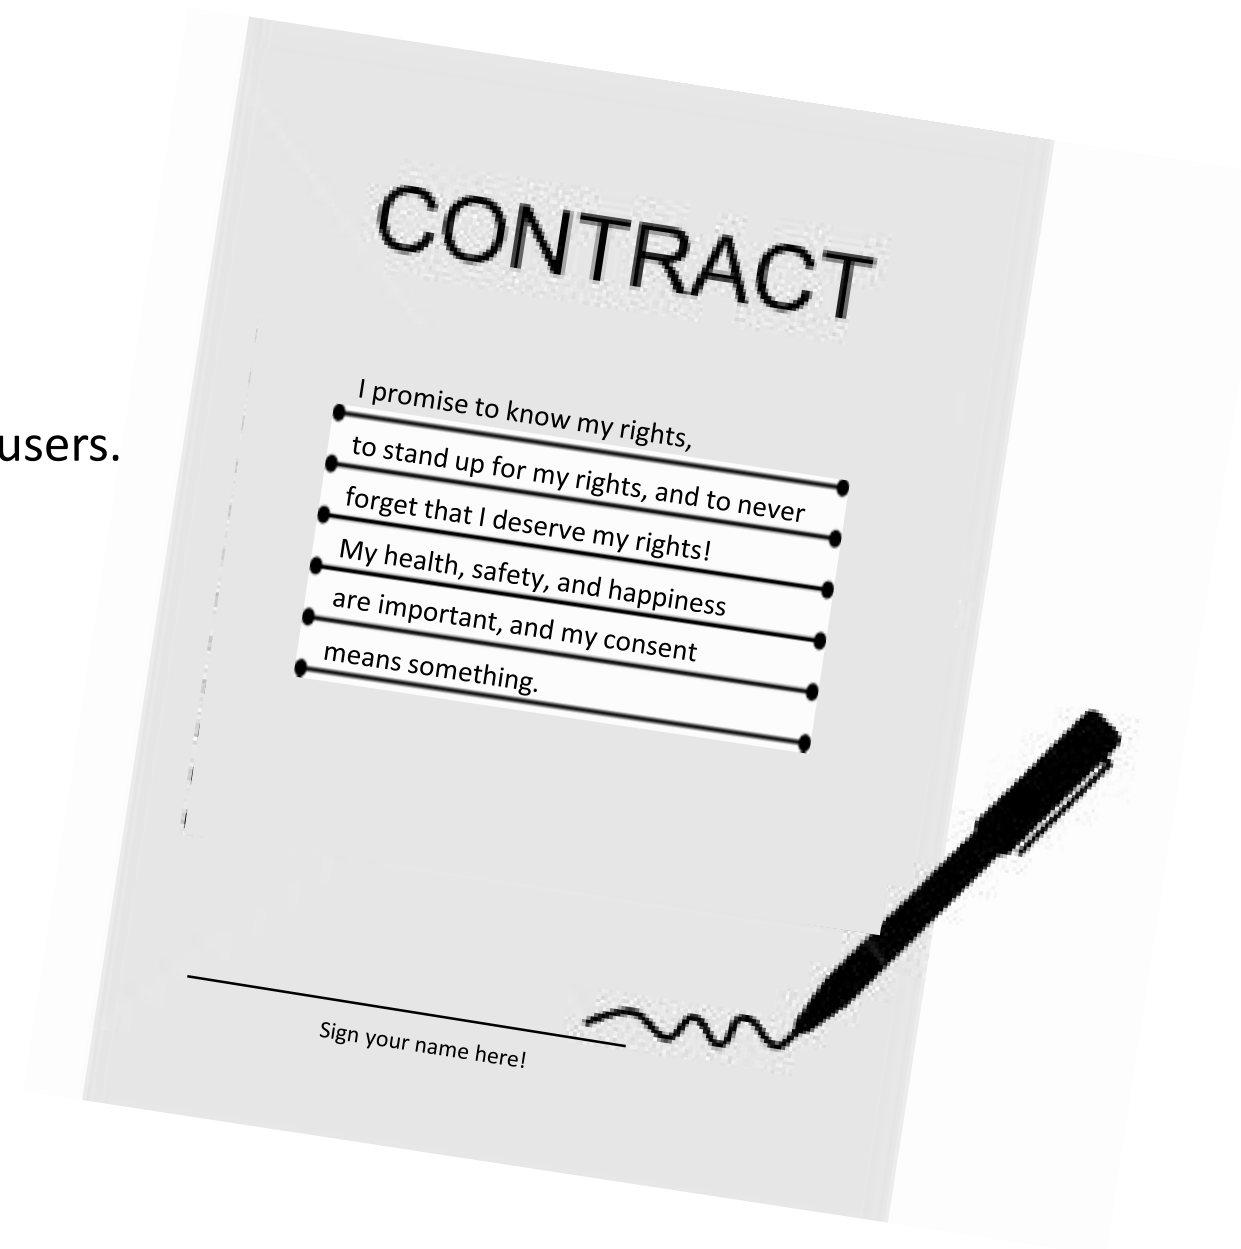 CONTRACT
I promise to know my rights,
users.
to stand up for my rights, and to never
forget that I deserve my rights!
My health, safety, and happiness
are important, and my consent
means something.
Sign your name here!